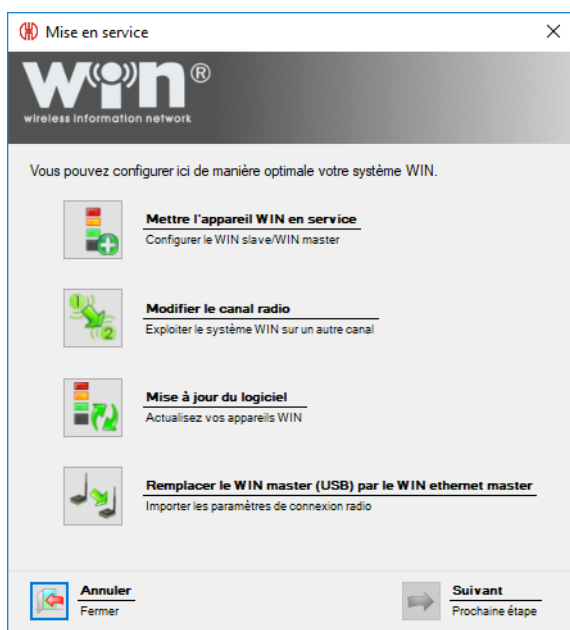 Mise en service
WIN®
wireless information network
Vous pouvez configurer ici de manière optimale votre système WIN.
Mettre l'appareil WIN en service
Configurer le WIN slave/WIN master
1
2
Modifier le canal radio
Exploiter le système WIN sur un autre canal
Mise à jour du logiciel
Actualisez vos appareils WIN
Remplacer le WIN master (USB) par le WIN ethernet master
Importer les paramètres de connexion radio
Annuler
Fermer
Suivant
Prochaine étape